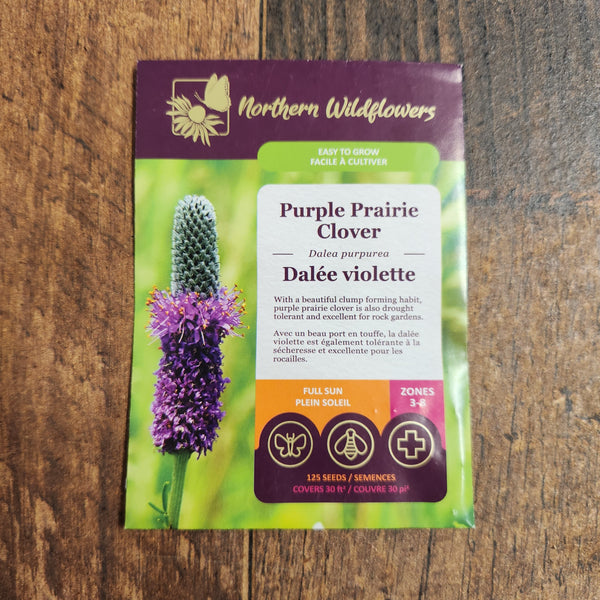 Northern Wildflowers
EASY TO GROW
FACILE À CULTIVER
Purple Prairie
Clover
Dalea purpurea
Dalée violette
With a beautiful clump forming habit,
purple prairie clover is also drought
tolerant and excellent for rock gardens.
Avec un beau port en touffe, la dalée
violette est également tolérante à la
sécheresse et excellente pour les
rocailles.
FULL SUN
PLEIN SOLEIL
ZONES
3-8
125 SEEDS / SEMENCES
COVERS 30 ft² / COUVRE 30 pi²